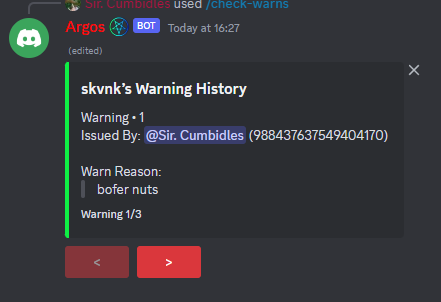 Sir. Cumbidles used /check-warns
Argos BOT Today at 16:27
(edited)
skvnk's Warning History
Warning • 1
Issued By: @Sir. Cumbidles (988437637549404170)
Warn Reason:
bofer nuts
Warning 1/3
< >